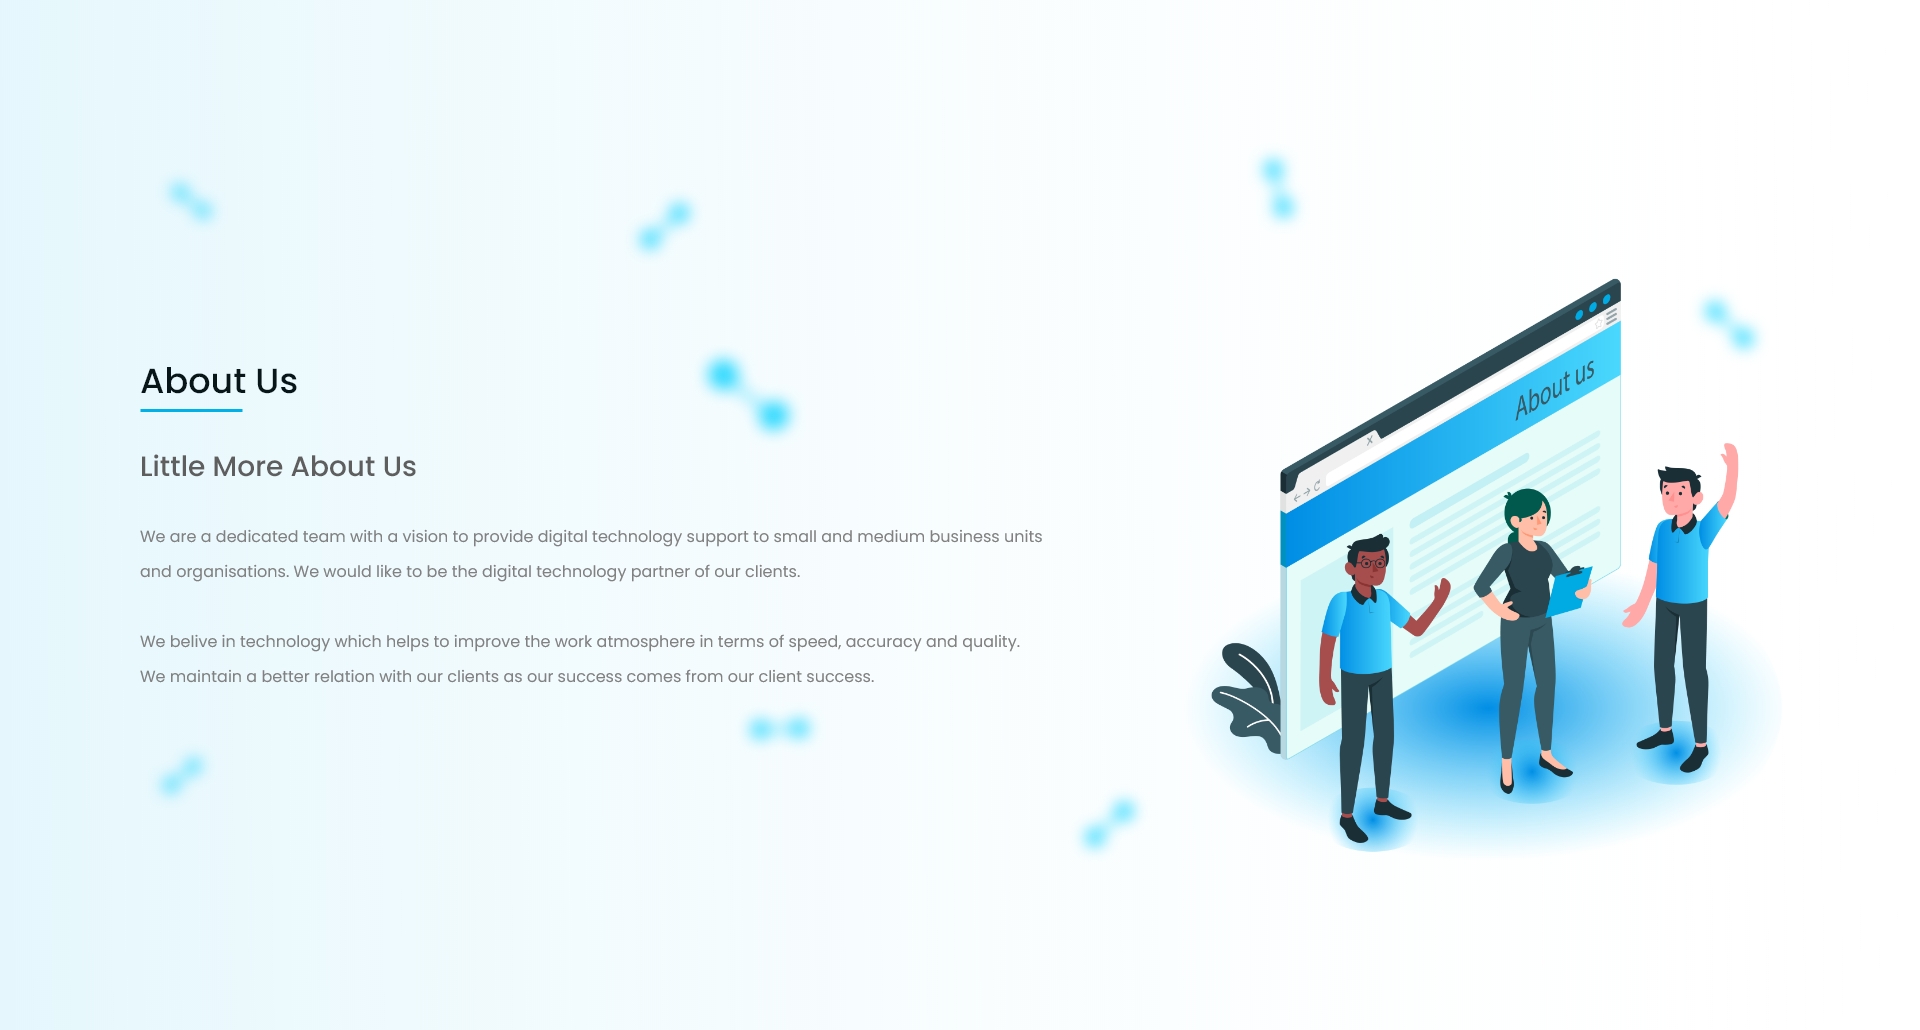 About Us
Little More About Us
We are a dedicated team with a vision to provide digital technology support to small and medium business units
and organisations. We would like to be the digital technology partner of our clients.
We belive in technology which helps to improve the work atmosphere in terms of speed, accuracy and quality.
We maintain a better relation with our clients as our success comes from our client success.
About us